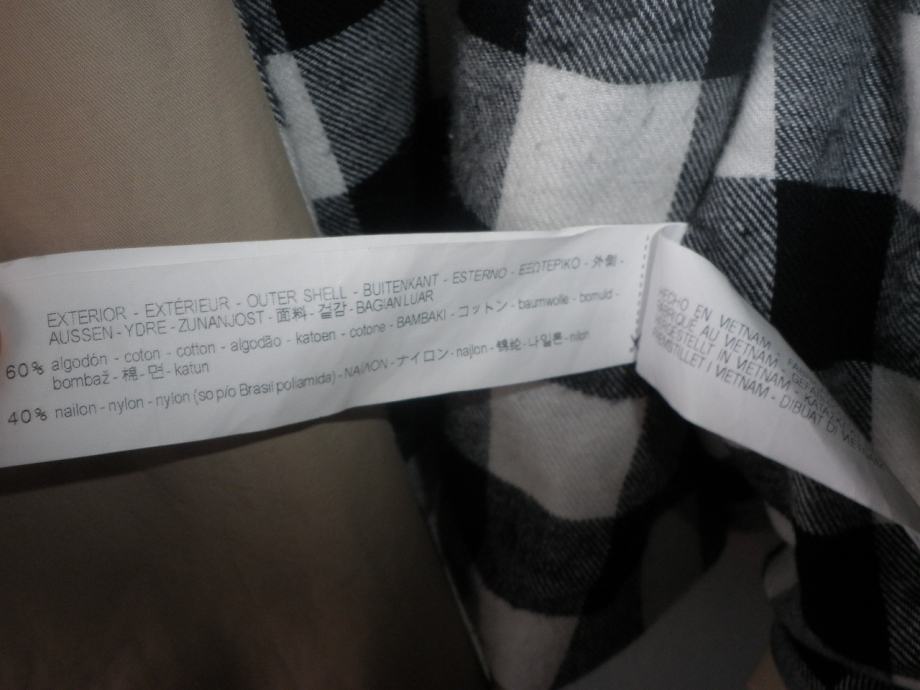 EXTERIOR - EXTÉRIEUR - OUTER SHELL - BUITENKANT - ESTERNO - ΕΞΩΤΕΡΙΚΟ - 外側 -
AUSSEN - YDRE - ZUNANJOST - 面料 - 겉감 - BAGIAN LUAR
60% algodón - coton - cotton - algodão - katoen - cotone - BAMBAKI - コットン - baumwolle - bomuld -
bombaž - 棉 - 면 - katun
40% nailon - nylon - nylon (so p/o Brasil poliamida) - ΝΑΙΛΟΝ - ナイロン - najlon - 锦纶 - 나일론 - nilon
HECHO EN VIETNAM
FABRIQUÉ AU VIETNAM
HERGESTELLT IN VIETNAM
FREMSTILLET I VIETNAM - DIBUAT DI VIETNAM